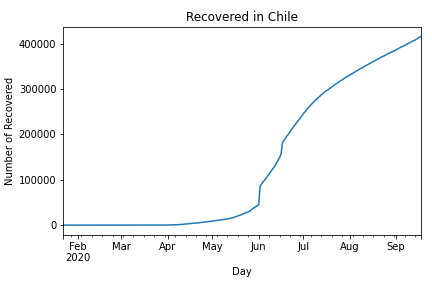 Recovered in Chile
Number of Recovered
400000
300000
200000
100000
0
Feb Mar Apr May Jun Jul Aug Sep
2020
Day